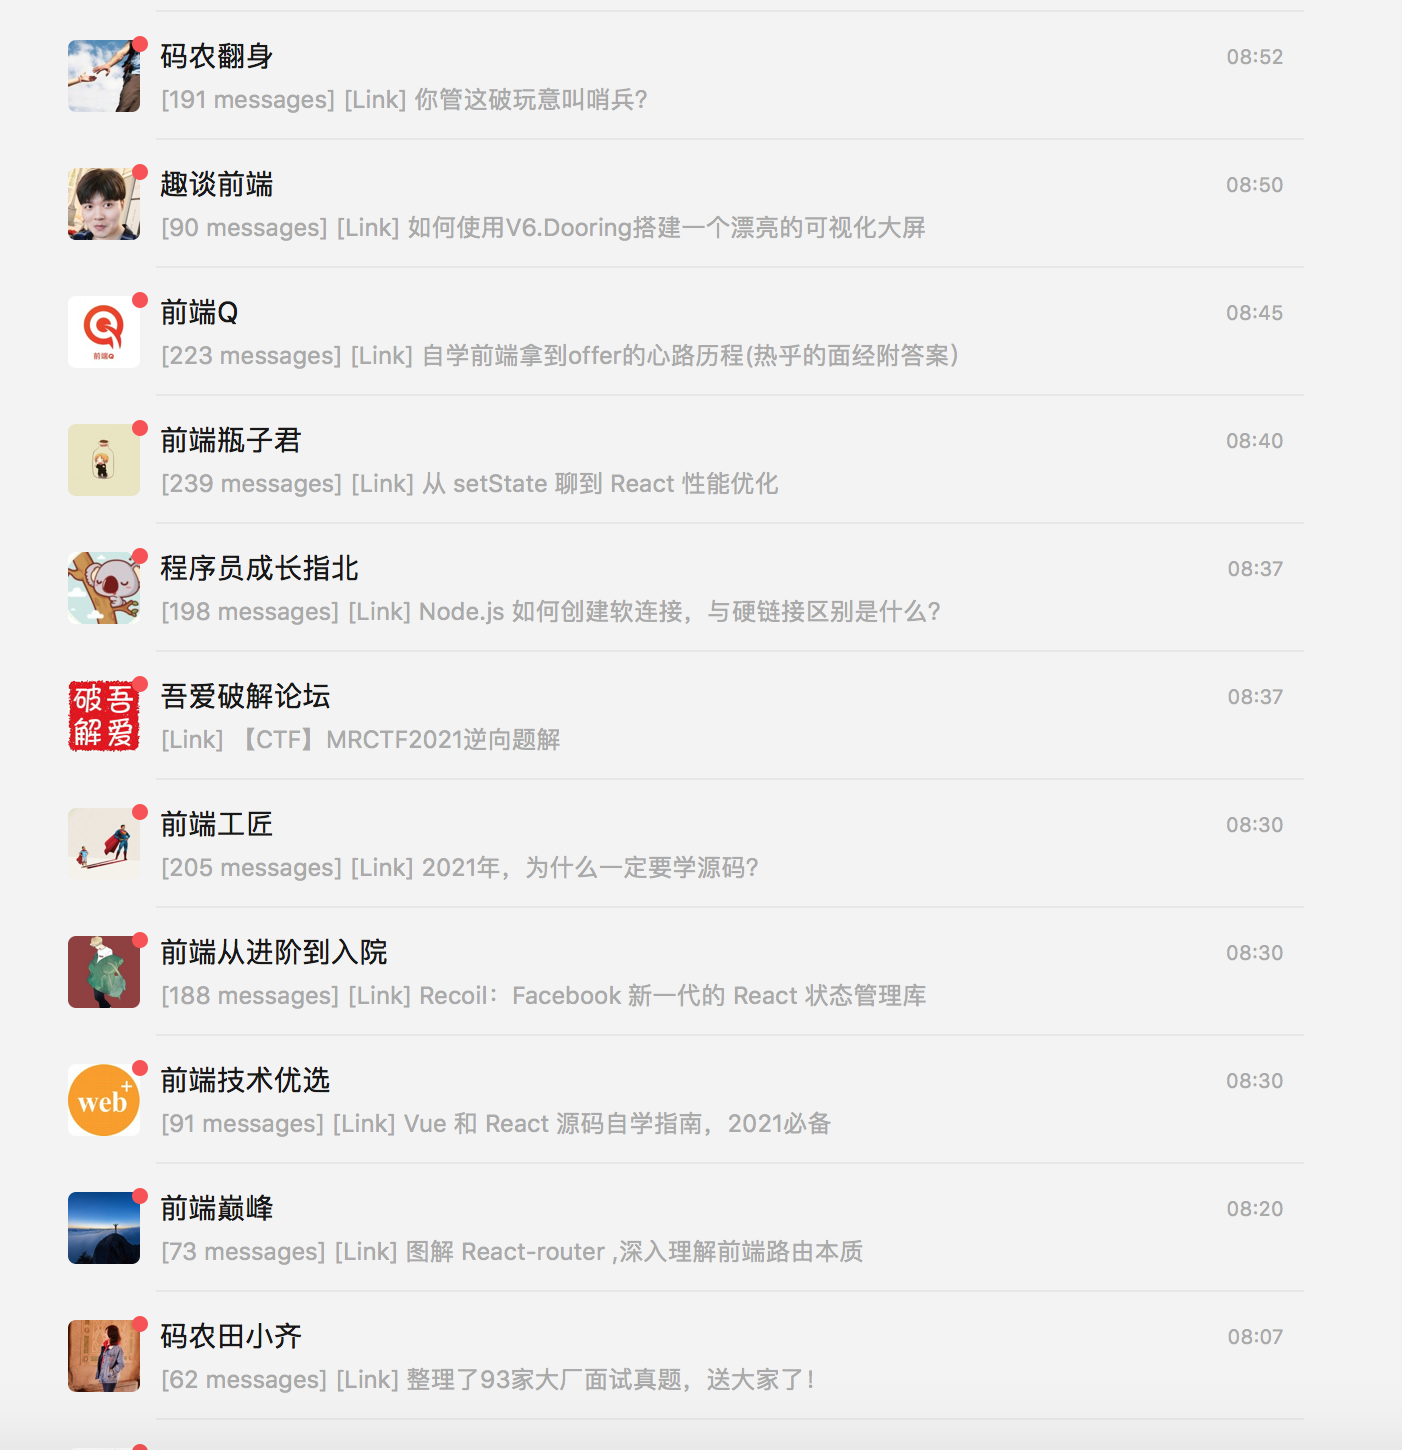 码农翻身
08:52
[191 messages] [Link] 你管这破玩意叫哨兵?
趣谈前端
08:50
[90 messages] [Link] 如何使用V6.Dooring搭建一个漂亮的可视化大屏
前端Q
08:45
前端Q
[223 messages] [Link] 自学前端拿到offer的心路历程(热乎的面经附答案）
前端瓶子君
08:40
[239 messages] [Link] 从 setState 聊到 React 性能优化
程序员成长指北
08:37
[198 messages] [Link] Node.js 如何创建软连接，与硬链接区别是什么?
破吾
解爱
吾爱破解论坛
08:37
[Link] 【CTF】MRCTF2021逆向题解
前端工匠
08:30
[205 messages] [Link] 2021年，为什么一定要学源码?
前端从进阶到入院
08:30
[188 messages] [Link] Recoil：Facebook 新一代的 React 状态管理库
web+
前端技术优选
08:30
[91 messages] [Link] Vue 和 React 源码自学指南，2021必备
前端巅峰
08:20
[73 messages] [Link] 图解 React-router ,深入理解前端路由本质
码农田小齐
08:07
[62 messages] [Link] 整理了93家大厂面试真题，送大家了！